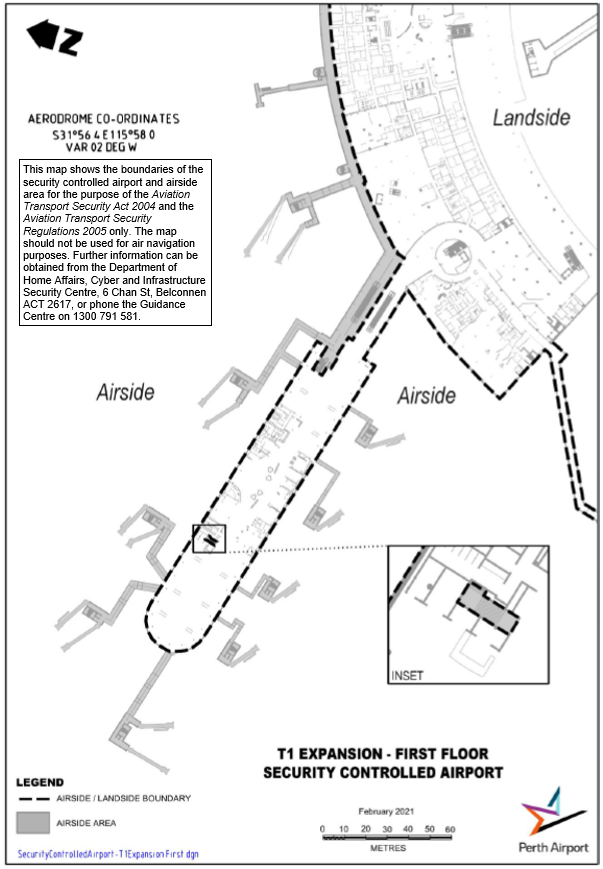 N
AERODROME CO-ORDINATES
S31°56.4 E115°58.0
VAR 02 DEG W
This map shows the boundaries of the
security controlled airport and airside
area for the purpose of the Aviation
Transport Security Act 2004 and the
Aviation Transport Security
Regulations 2005 only. The map
should not be used for air navigation
purposes. Further information can be
obtained from the Department of
Home Affairs, Cyber and Infrastructure
Security Centre, 6 Chan St, Belconnen
ACT 2617, or phone the Guidance
Centre on 1300 791 581.
Landside
Airside
Airside
INSET
T1 EXPANSION - FIRST FLOOR
SECURITY CONTROLLED AIRPORT
LEGEND
AIRSIDE / LANDSIDE BOUNDARY
AIRSIDE AREA
February 2021
0 10 20 30 40 50 60
METRES
Perth Airport
SecurityControlledAirport-T1Expansion First.dgn